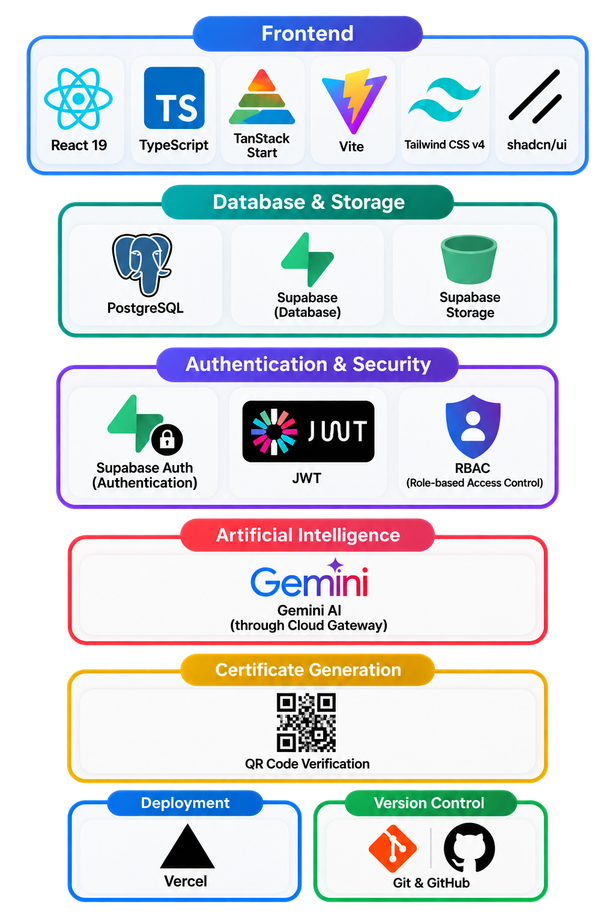 Frontend
React 19
TS
TypeScript
TanStack
Start
Vite
Tailwind CSS v4
shadcn/ui
Database & Storage
PostgreSQL
Supabase
(Database)
Supabase
Storage
Authentication & Security
Supabase Auth
(Authentication)
JWT
JWT
RBAC
(Role-based Access Control)
Artificial Intelligence
Gemini
Gemini AI
(through Cloud Gateway)
Certificate Generation
QR Code Verification
Deployment
Vercel
Version Control
Git & GitHub